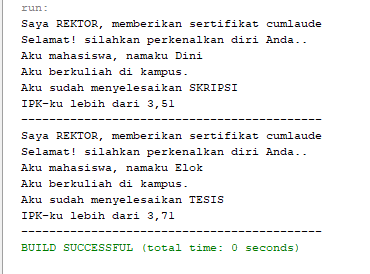 run:
Saya REKTOR, memberikan sertifikat cumlaude
Selamat! silahkan perkenalkan diri Anda..
Aku mahasiswa, namaku Dini
Aku berkuliah di kampus.
Aku sudah menyelesaikan SKRIPSI
IPK-ku lebih dari 3,51
-------------------------------------------
Saya REKTOR, memberikan sertifikat cumlaude
Selamat! silahkan perkenalkan diri Anda..
Aku mahasiswa, namaku Elok
Aku berkuliah di kampus.
Aku sudah menyelesaikan TESIS
IPK-ku lebih dari 3,71
-------------------------------------------
BUILD SUCCESSFUL (total time: 0 seconds)